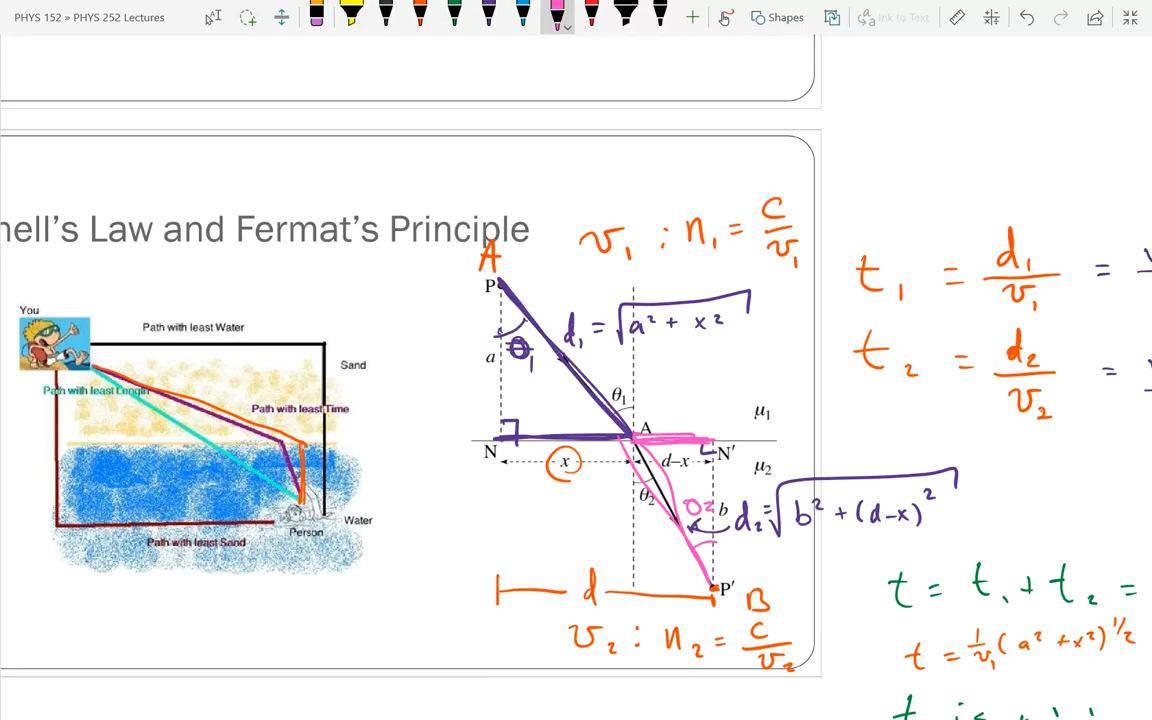 PHYS 152 » PHYS 252 Lectures
Shapes
Ink to Text
nell's Law and Fermat's Principle
v₁ : n₁ = c/v₁
A
P
a
θ₁
d₁ = √(a² + x²)
θ₁
A
μ₁
N
x
d–x
N'
μ₂
θ₂
θ₂
b
d₂ = √(b² + (d-x)²)
d
P'
B
v₂ : n₂ = c/v₂
You
Path with least Water
Sand
Path with least Length
Path with least Time
Water
Person
Path with least Sand
t₁ = d₁/v₁ =
t₂ = d₂/v₂ =
t = t₁ + t₂ =
t = 1/v₁ (a² + x²)^1/2
t is